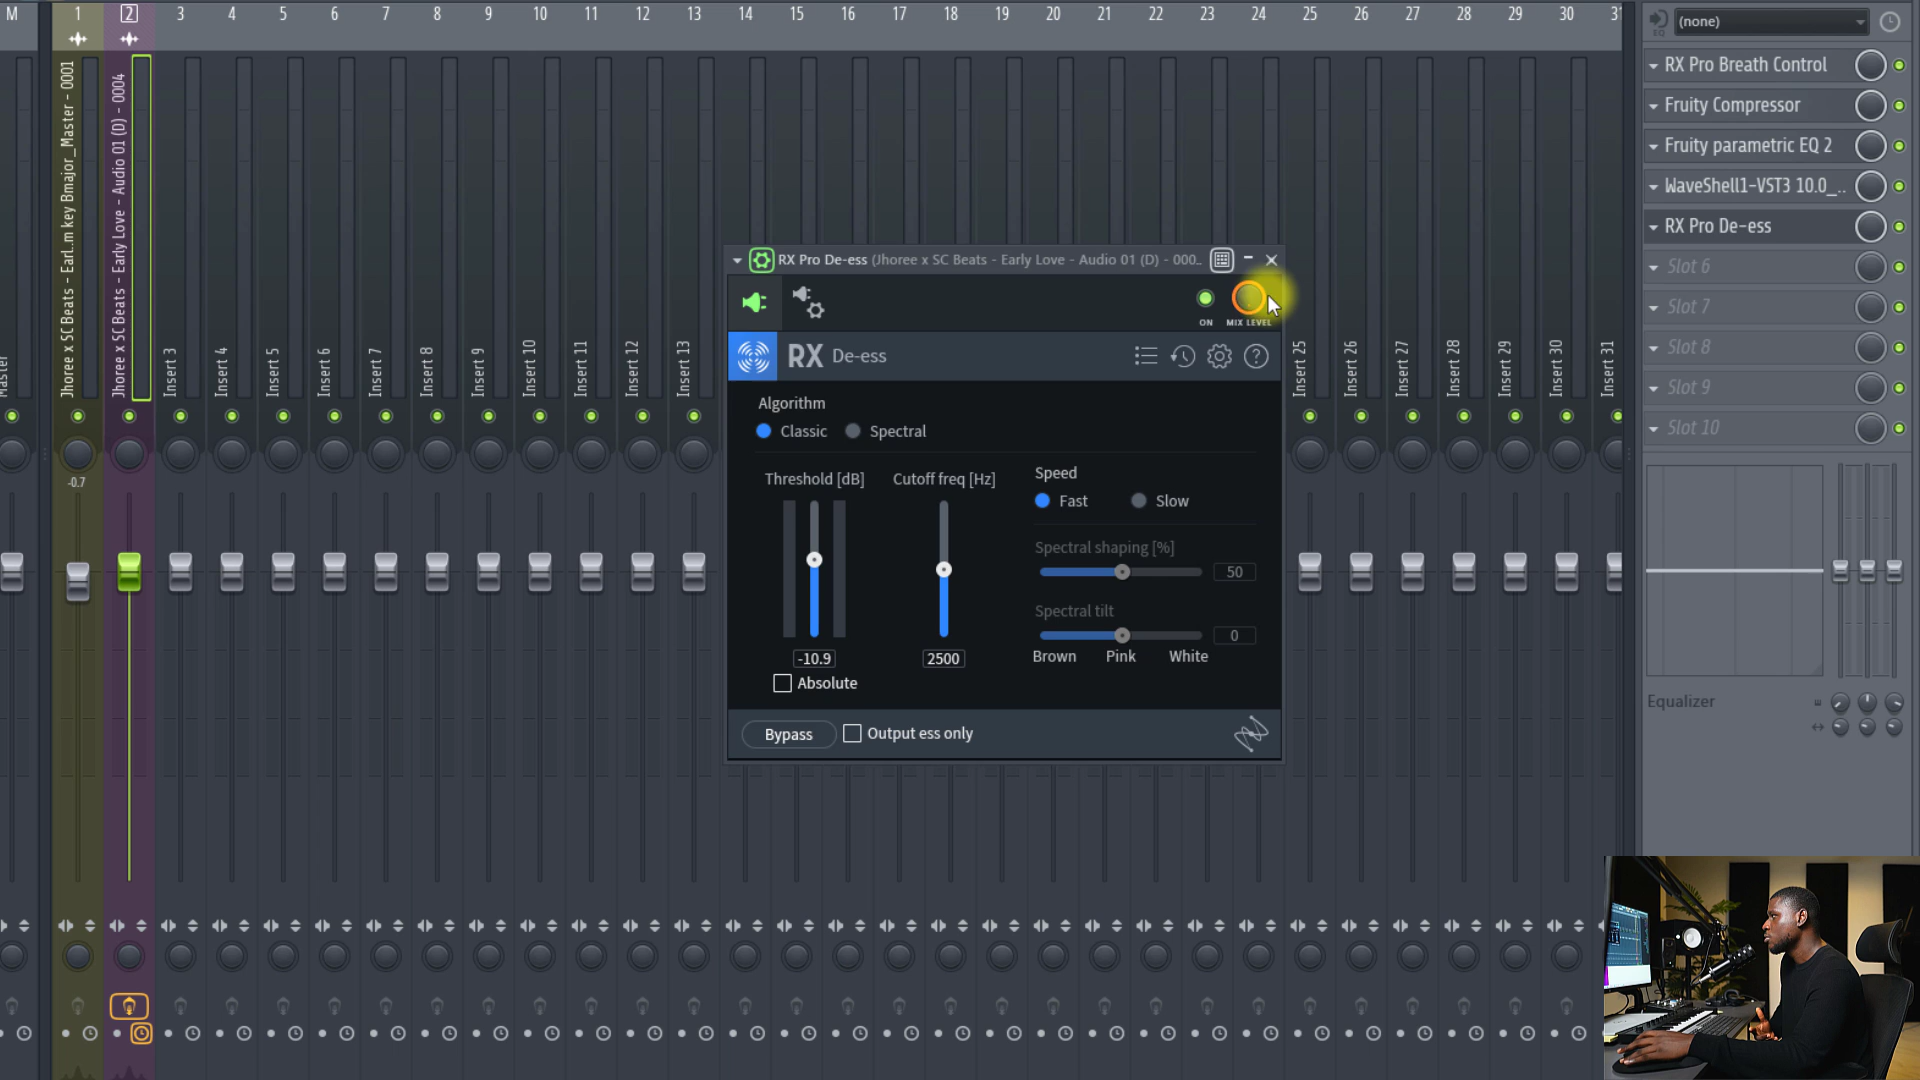 M 1 2 3 4 5 6 7 8 9 10 11 12 13 14 15 16 17 18 19 20 21 22 23 24 25 26 27 28 29 30 31
(none)
EQ
RX Pro Breath Control
Fruity Compressor
Fruity parametric EQ 2
WaveShell1-VST3 10.0_..
RX Pro De-ess
Slot 6
Slot 7
Slot 8
Slot 9
Slot 10
Jhoree x SC Beats - Earl..m key Bmajor_Master - 0001
Jhoree x SC Beats - Early Love - Audio 01 (D) - 0004
Insert 3
Insert 4
Insert 5
Insert 6
Insert 7
Insert 8
Insert 9
Insert 10
Insert 11
Insert 12
Insert 13
Insert 25
Insert 26
Insert 27
Insert 28
Insert 29
Insert 30
Insert 31
-0.7
RX Pro De-ess (Jhoree x SC Beats - Early Love - Audio 01 (D) - 000..
ON MIX LEVEL
RX De-ess
Algorithm
Classic Spectral
Threshold [dB] Cutoff freq [Hz] Speed
Fast Slow
Spectral shaping [%]
50
Spectral tilt
0
Brown Pink White
-10.9 2500
Absolute
Bypass Output ess only
Equalizer